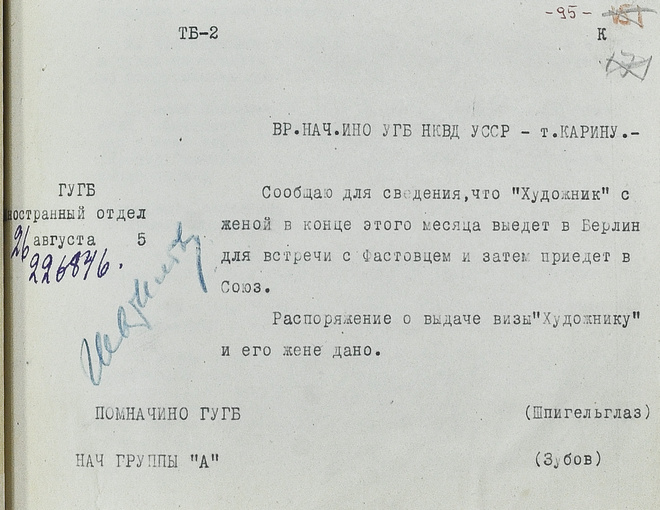 -95-
ТБ-2
К
ВР.НАЧ.ИНО УГБ НКВД УССР - т.КАРИНУ.-
ГУГБ
иностранный отдел
26 августа 5
226846.
Сообщаю для сведения,что "Художник" с
женой в конце этого месяца выедет в Берлин
для встречи с Фастовцем и затем приедет в
Союз.
Распоряжение о выдаче визы"Художнику"
и его жене дано.
ПОМНАЧИНО ГУГБ
(Шпигельглаз)
НАЧ ГРУППЫ "А"
(Зубов)